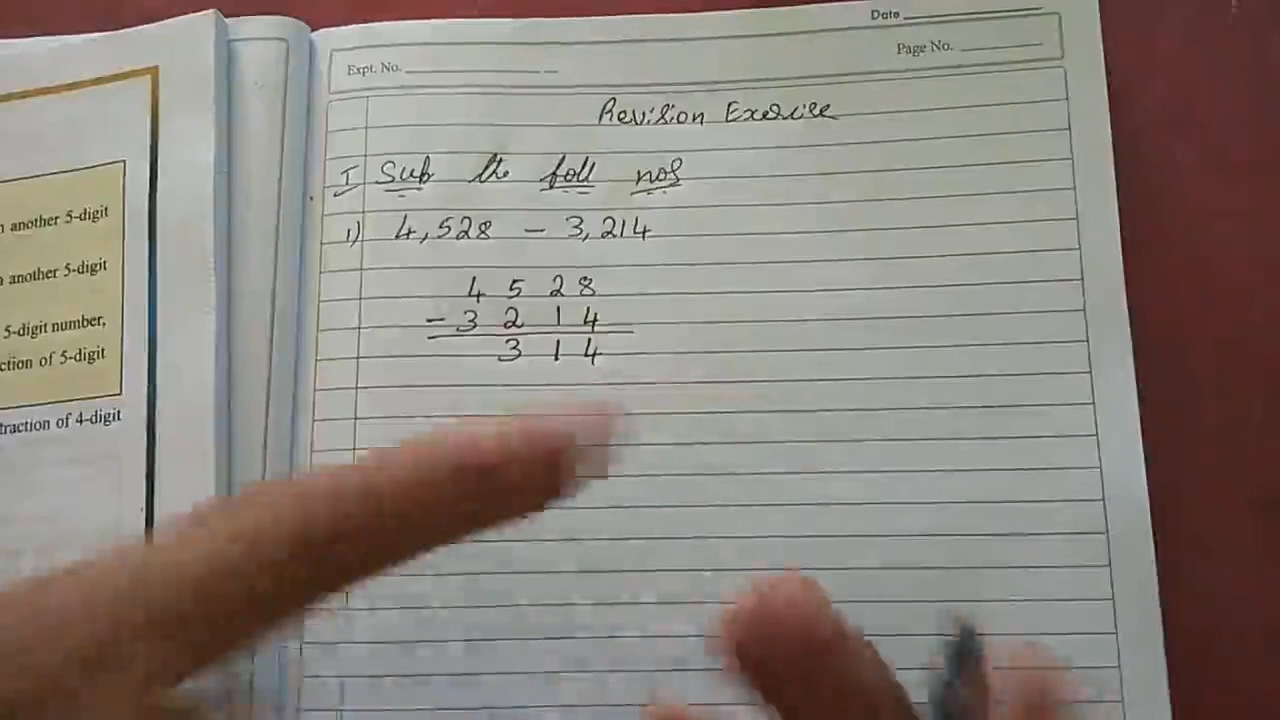 n another 5-digit
n another 5-digit
5-digit number,
ction of 5-digit
traction of 4-digit
Date
Expt. No.
Page No.
Revision Exercise
I Sub the foll nos
1) 4,528 - 3,214
4 5 2 8
- 3 2 1 4
3 1 4